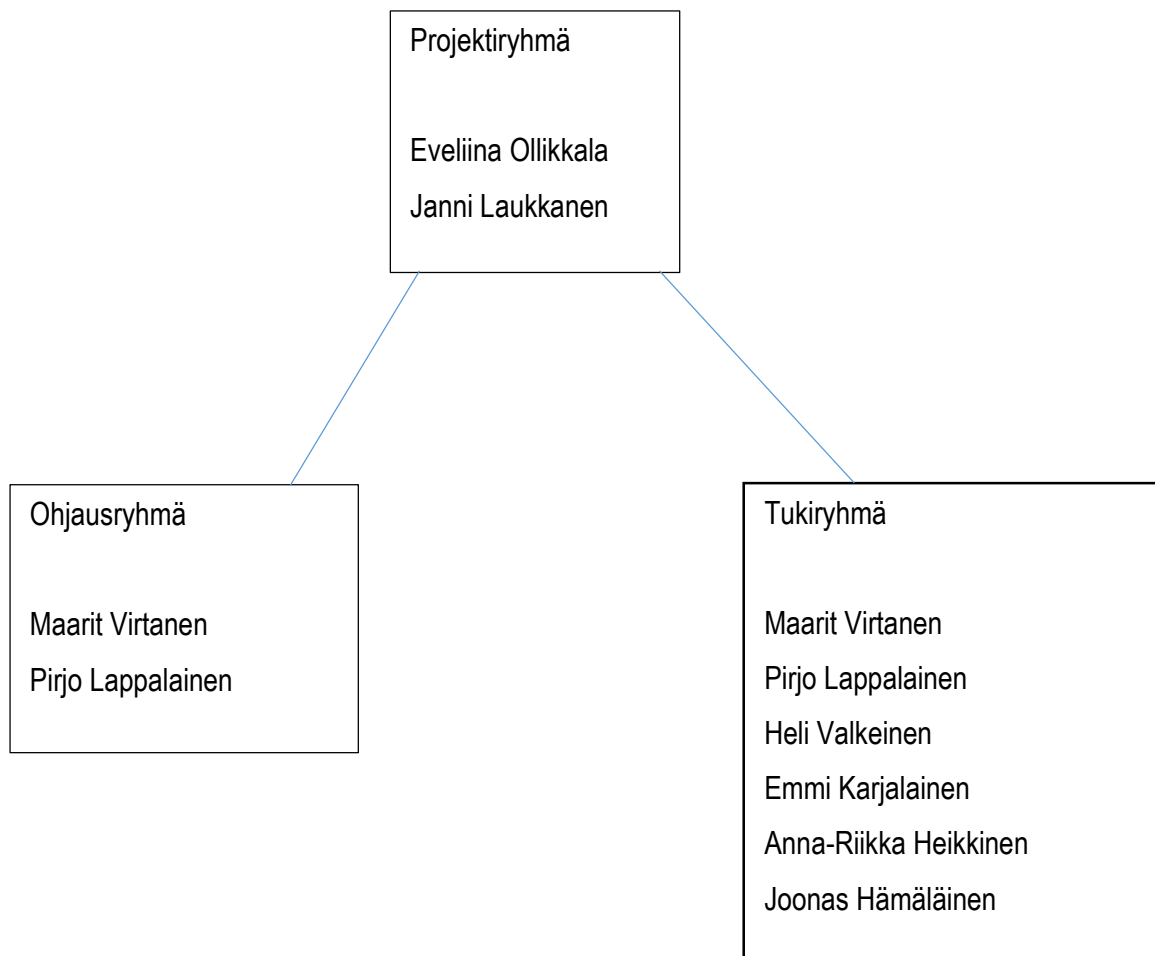 Projektiryhmä
Eveliina Ollikkala
Janni Laukkanen
Ohjausryhmä
Maarit Virtanen
Pirjo Lappalainen
Tukiryhmä
Maarit Virtanen
Pirjo Lappalainen
Heli Valkeinen
Emmi Karjalainen
Anna-Riikka Heikkinen
Joonas Hämäläinen